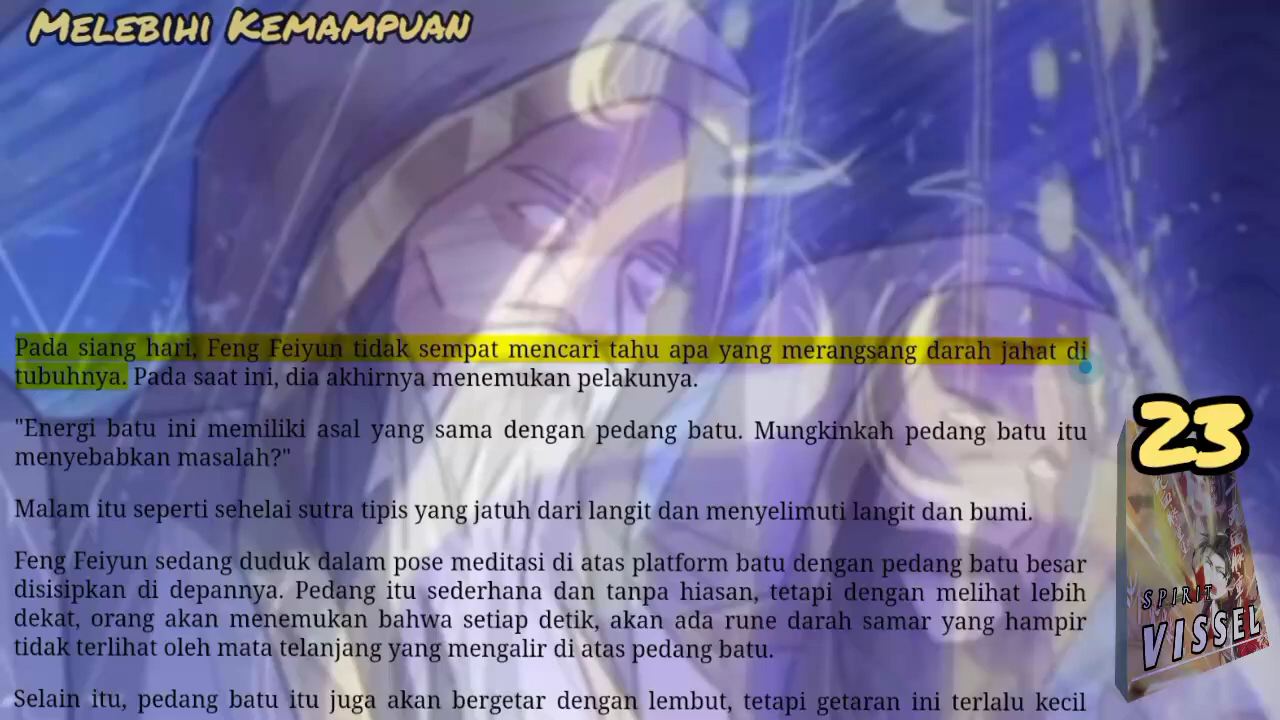 Melebihi Kemampuan
Pada siang hari, Feng Feiyun tidak sempat mencari tahu apa yang merangsang darah jahat di
tubuhnya. Pada saat ini, dia akhirnya menemukan pelakunya.
"Energi batu ini memiliki asal yang sama dengan pedang batu. Mungkinkah pedang batu itu
menyebabkan masalah?"
Malam itu seperti sehelai sutra tipis yang jatuh dari langit dan menyelimuti langit dan bumi.
Feng Feiyun sedang duduk dalam pose meditasi di atas platform batu dengan pedang batu besar
disisipkan di depannya. Pedang itu sederhana dan tanpa hiasan, tetapi dengan melihat lebih
dekat, orang akan menemukan bahwa setiap detik, akan ada rune darah samar yang hampir
tidak terlihat oleh mata telanjang yang mengalir di atas pedang batu.
Selain itu, pedang batu itu juga akan bergetar dengan lembut, tetapi getaran ini terlalu kecil
23
SPIRIT
VISSEL